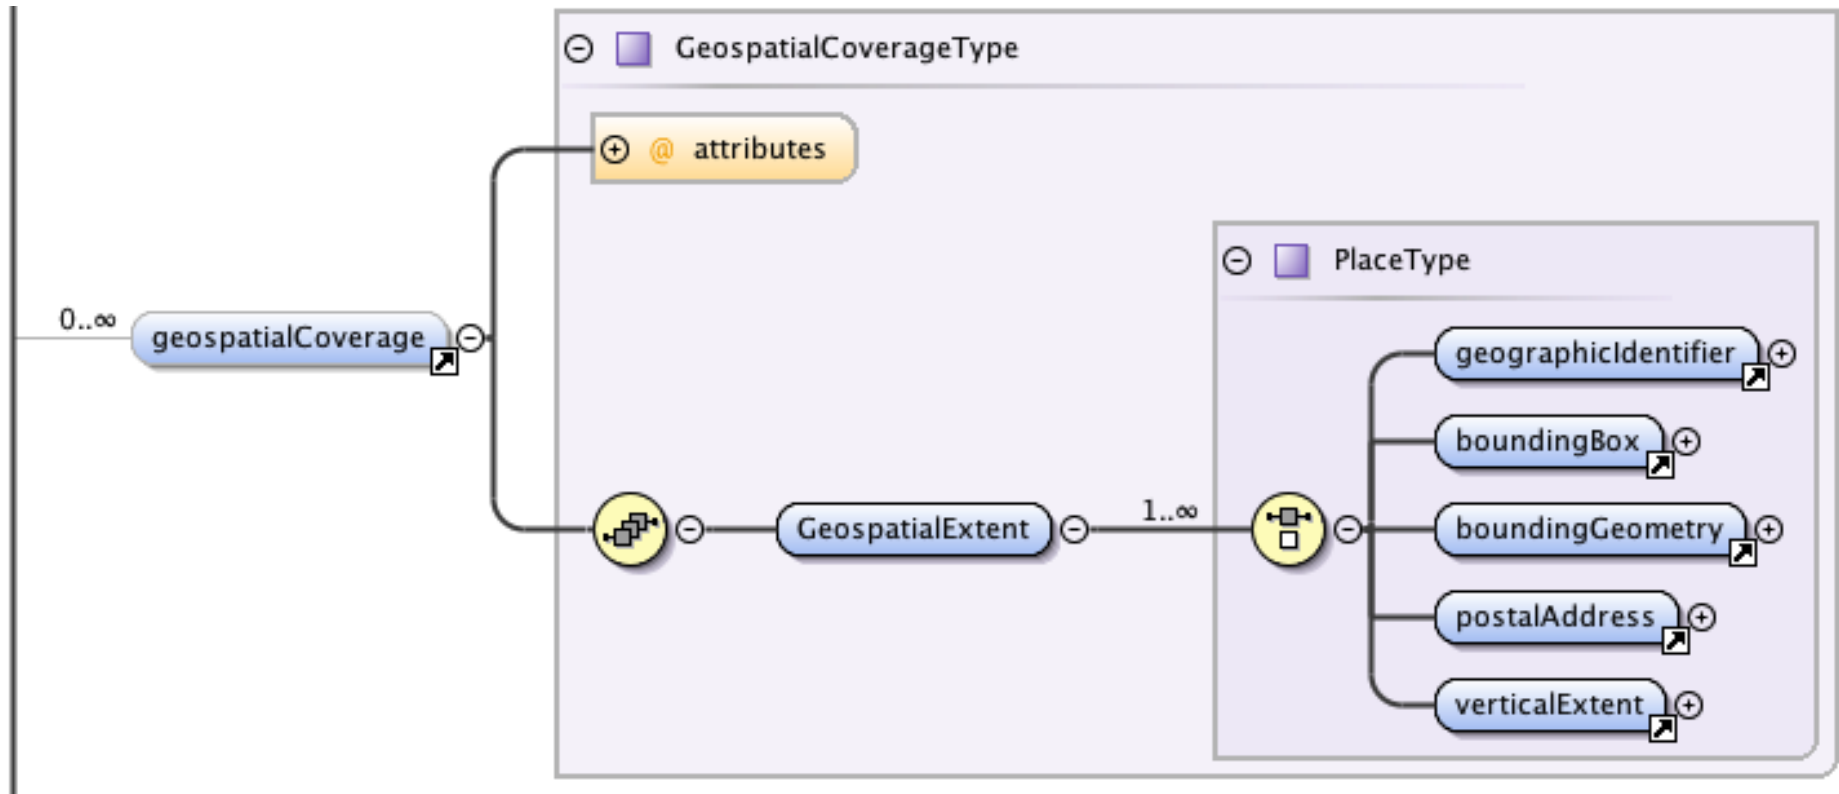 GeospatialCoverageType
@ attributes
PlaceType
0..∞
geospatialCoverage
geographicIdentifier
boundingBox
1..∞
GeospatialExtent
boundingGeometry
postalAddress
verticalExtent